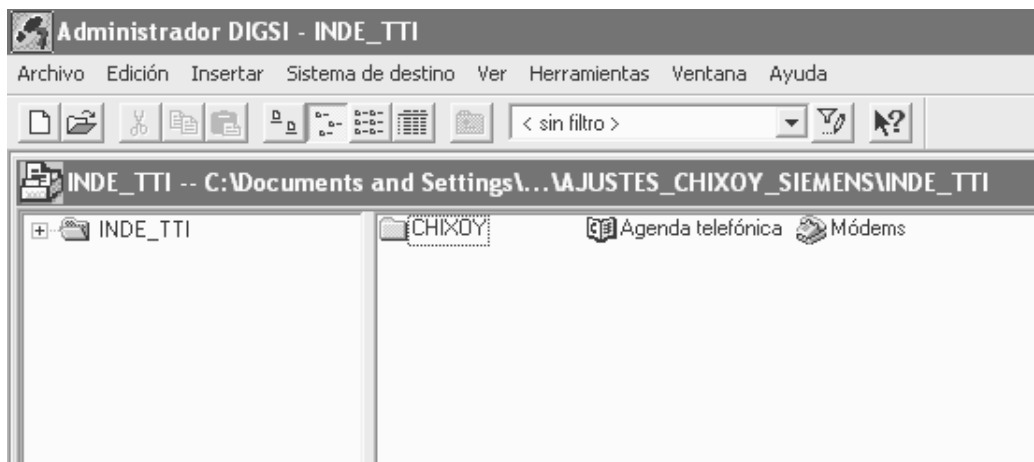 Administrador DIGSI - INDE_TTI
Archivo Edición Insertar Sistema de destino Ver Herramientas Ventana Ayuda
< sin filtro >
INDE_TTI -- C:\Documents and Settings\...\AJUSTES_CHIXOY_SIEMENS\INDE_TTI
INDE_TTI CHIXOY Agenda telefónica Módems